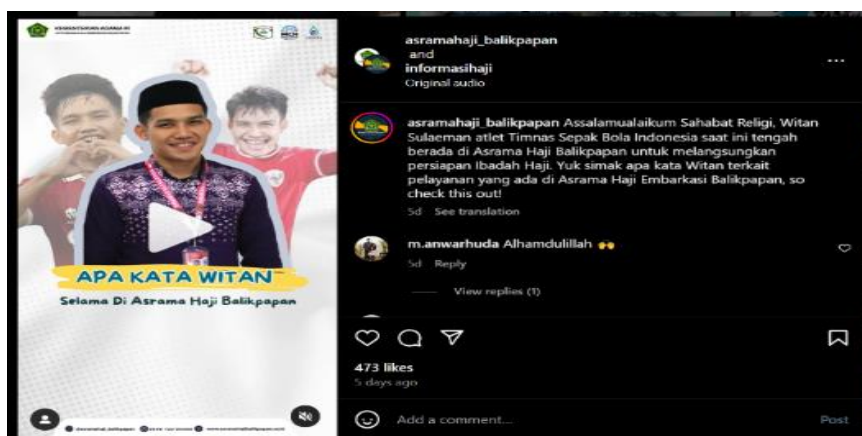 KEMENTERIAN AGAMA RI
APA KATA WITAN
Selama Di Asrama Haji Balikpapan
asramahaji_balikpapan
and
informasihaji
Original audio
asramahaji_balikpapan Assalamualaikum Sahabat Religi, Witan
Sulaeman atlet Timnas Sepak Bola Indonesia saat ini tengah
berada di Asrama Haji Balikpapan untuk melangsungkan
persiapan Ibadah Haji. Yuk simak apa kata Witan terkait
pelayanan yang ada di Asrama Haji Embarkasi Balikpapan, so
check this out!
5d See translation
m.anwarhuda Alhamdulillah 🙌
5d Reply
View replies (1)
473 likes
5 days ago
Add a comment...
Post